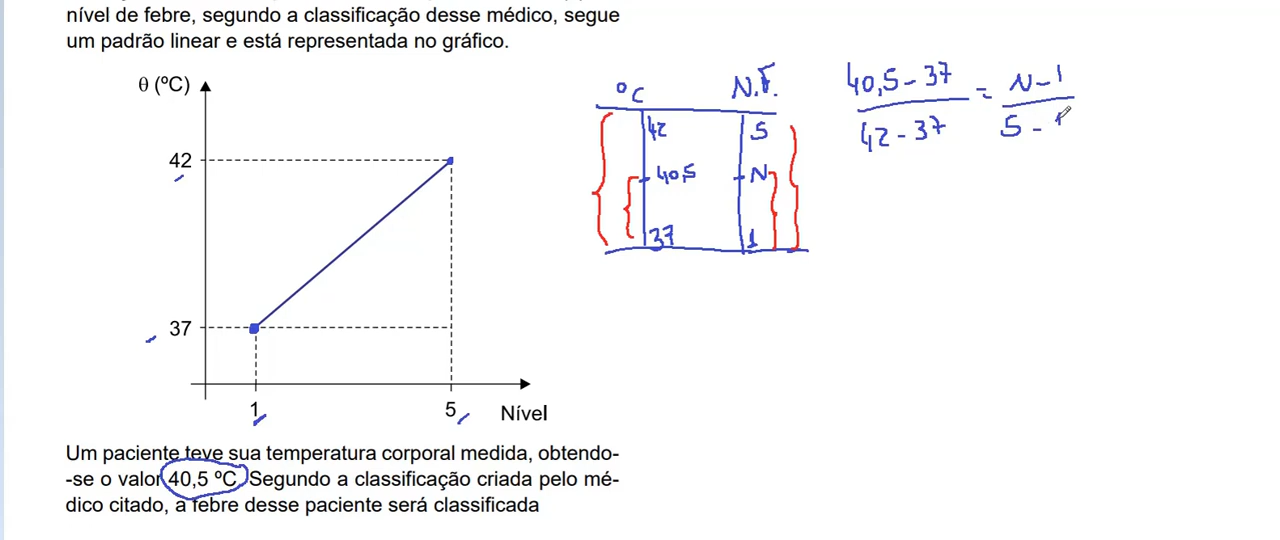 nível de febre, segundo a classificação desse médico, segue
um padrão linear e está representada no gráfico.
θ (ºC)
42
37
1
5
Nível
ºC
N.F.
42
5
40,5
N
37
1
40,5 - 37
42 - 37
=
N - 1
5 - 1
Um paciente teve sua temperatura corporal medida, obtendo-
-se o valor 40,5 ºC. Segundo a classificação criada pelo mé-
dico citado, a febre desse paciente será classificada